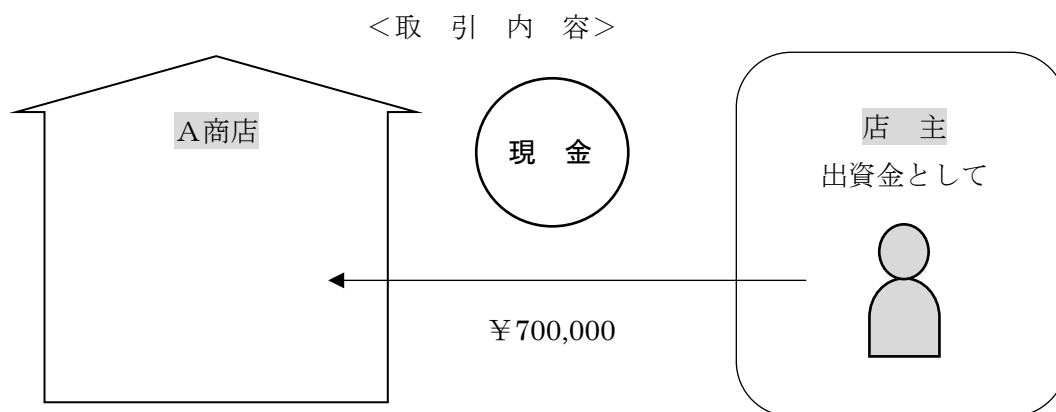 ＜取　引　内　容＞
Ａ商店
現　金
店　主
出資金として
￥700,000